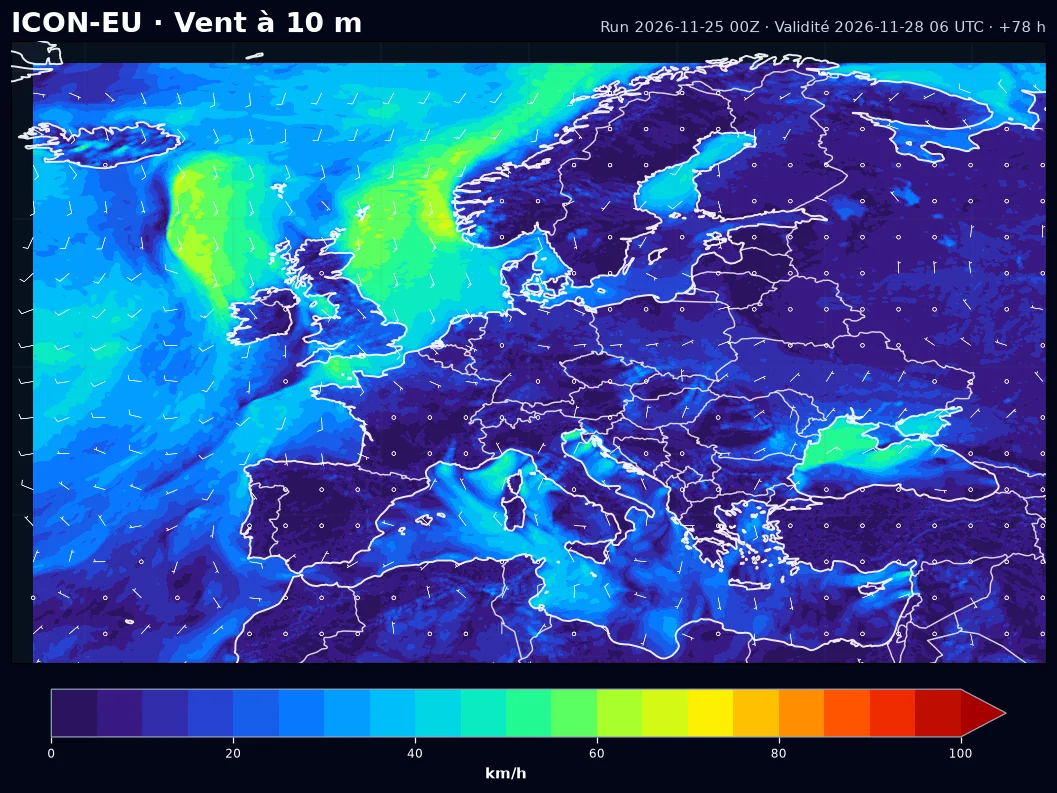 ICON-EU · Vent à 10 m
Run 2026-11-25 00Z · Validité 2026-11-28 06 UTC · +78 h
0 20 40 60 80 100
km/h